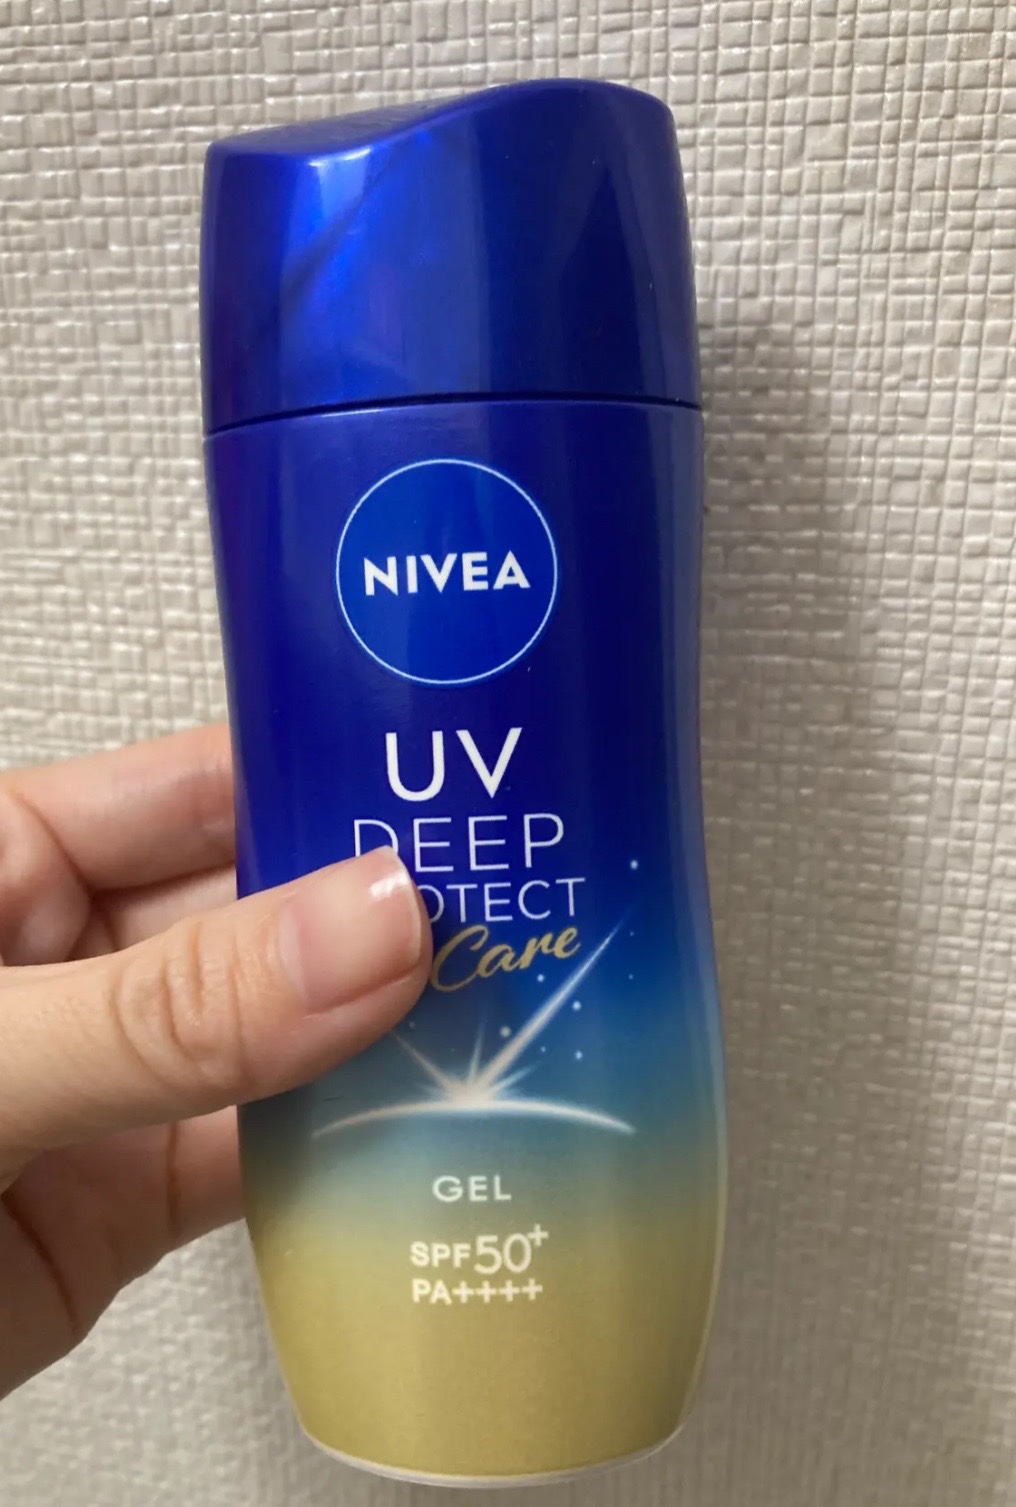 NIVEA
UV
DEEP
OTECT
Care
GEL
SPF50+
PA++++